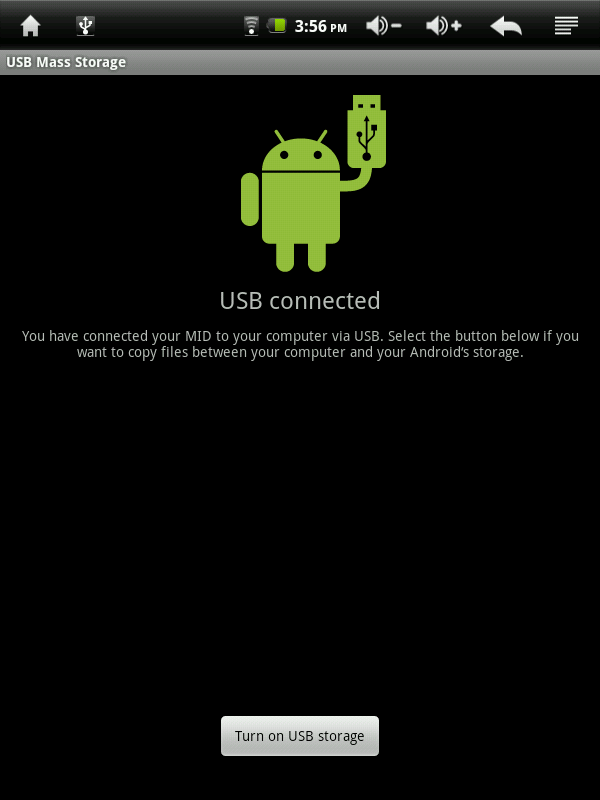 3:56 PM
USB Mass Storage
USB connected
You have connected your MID to your computer via USB. Select the button below if you
want to copy files between your computer and your Android's storage.
Turn on USB storage